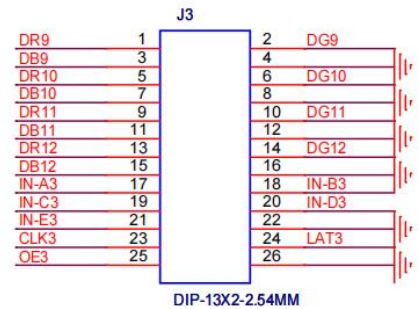 J3
DR9 1 2 DG9
DB9 3 4
DR10 5 6 DG10
DB10 7 8
DR11 9 10 DG11
DB11 11 12
DR12 13 14 DG12
DB12 15 16
IN-A3 17 18 IN-B3
IN-C3 19 20 IN-D3
IN-E3 21 22
CLK3 23 24 LAT3
OE3 25 26
DIP-13X2-2.54MM